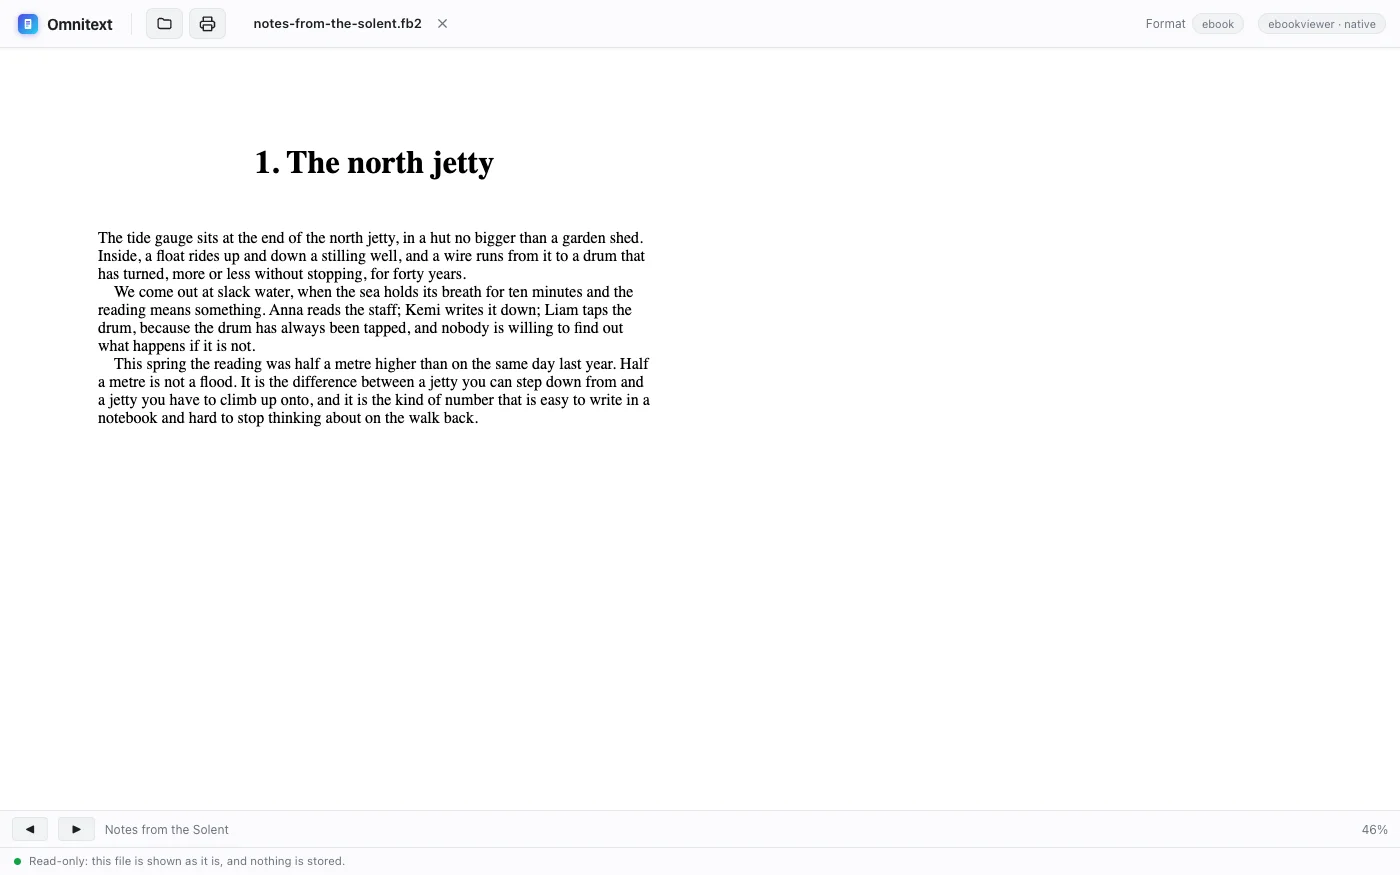 Omnitext
notes-from-the-solent.fb2
Format ebook ebookviewer · native
1. The north jetty
The tide gauge sits at the end of the north jetty, in a hut no bigger than a garden shed.
Inside, a float rides up and down a stilling well, and a wire runs from it to a drum that
has turned, more or less without stopping, for forty years.
We come out at slack water, when the sea holds its breath for ten minutes and the
reading means something. Anna reads the staff; Kemi writes it down; Liam taps the
drum, because the drum has always been tapped, and nobody is willing to find out
what happens if it is not.
This spring the reading was half a metre higher than on the same day last year. Half
a metre is not a flood. It is the difference between a jetty you can step down from and
a jetty you have to climb up onto, and it is the kind of number that is easy to write in a
notebook and hard to stop thinking about on the walk back.
Notes from the Solent
46%
Read-only: this file is shown as it is, and nothing is stored.